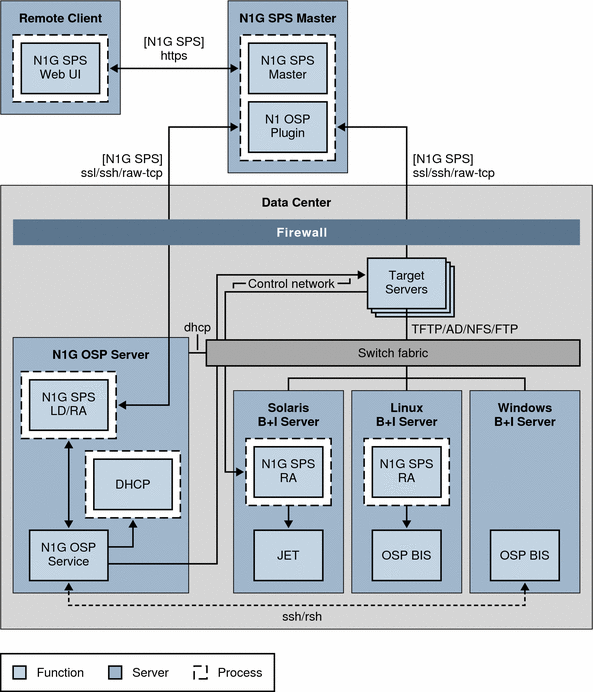 Remote Client
N1G SPS
Web UI
[N1G SPS]
https
N1G SPS Master
N1G SPS
Master
N1 OSP
Plugin
[N1G SPS]
ssl/ssh/raw-tcp
[N1G SPS]
ssl/ssh/raw-tcp
Data Center
Firewall
Control network
Target
Servers
TFTP/AD/NFS/FTP
dhcp
Switch fabric
N1G OSP Server
N1G SPS
LD/RA
DHCP
N1G OSP
Service
Solaris
B+I Server
N1G SPS
RA
JET
Linux
B+I Server
N1G SPS
RA
OSP BIS
Windows
B+I Server
OSP BIS
ssh/rsh
Function
Server
Process